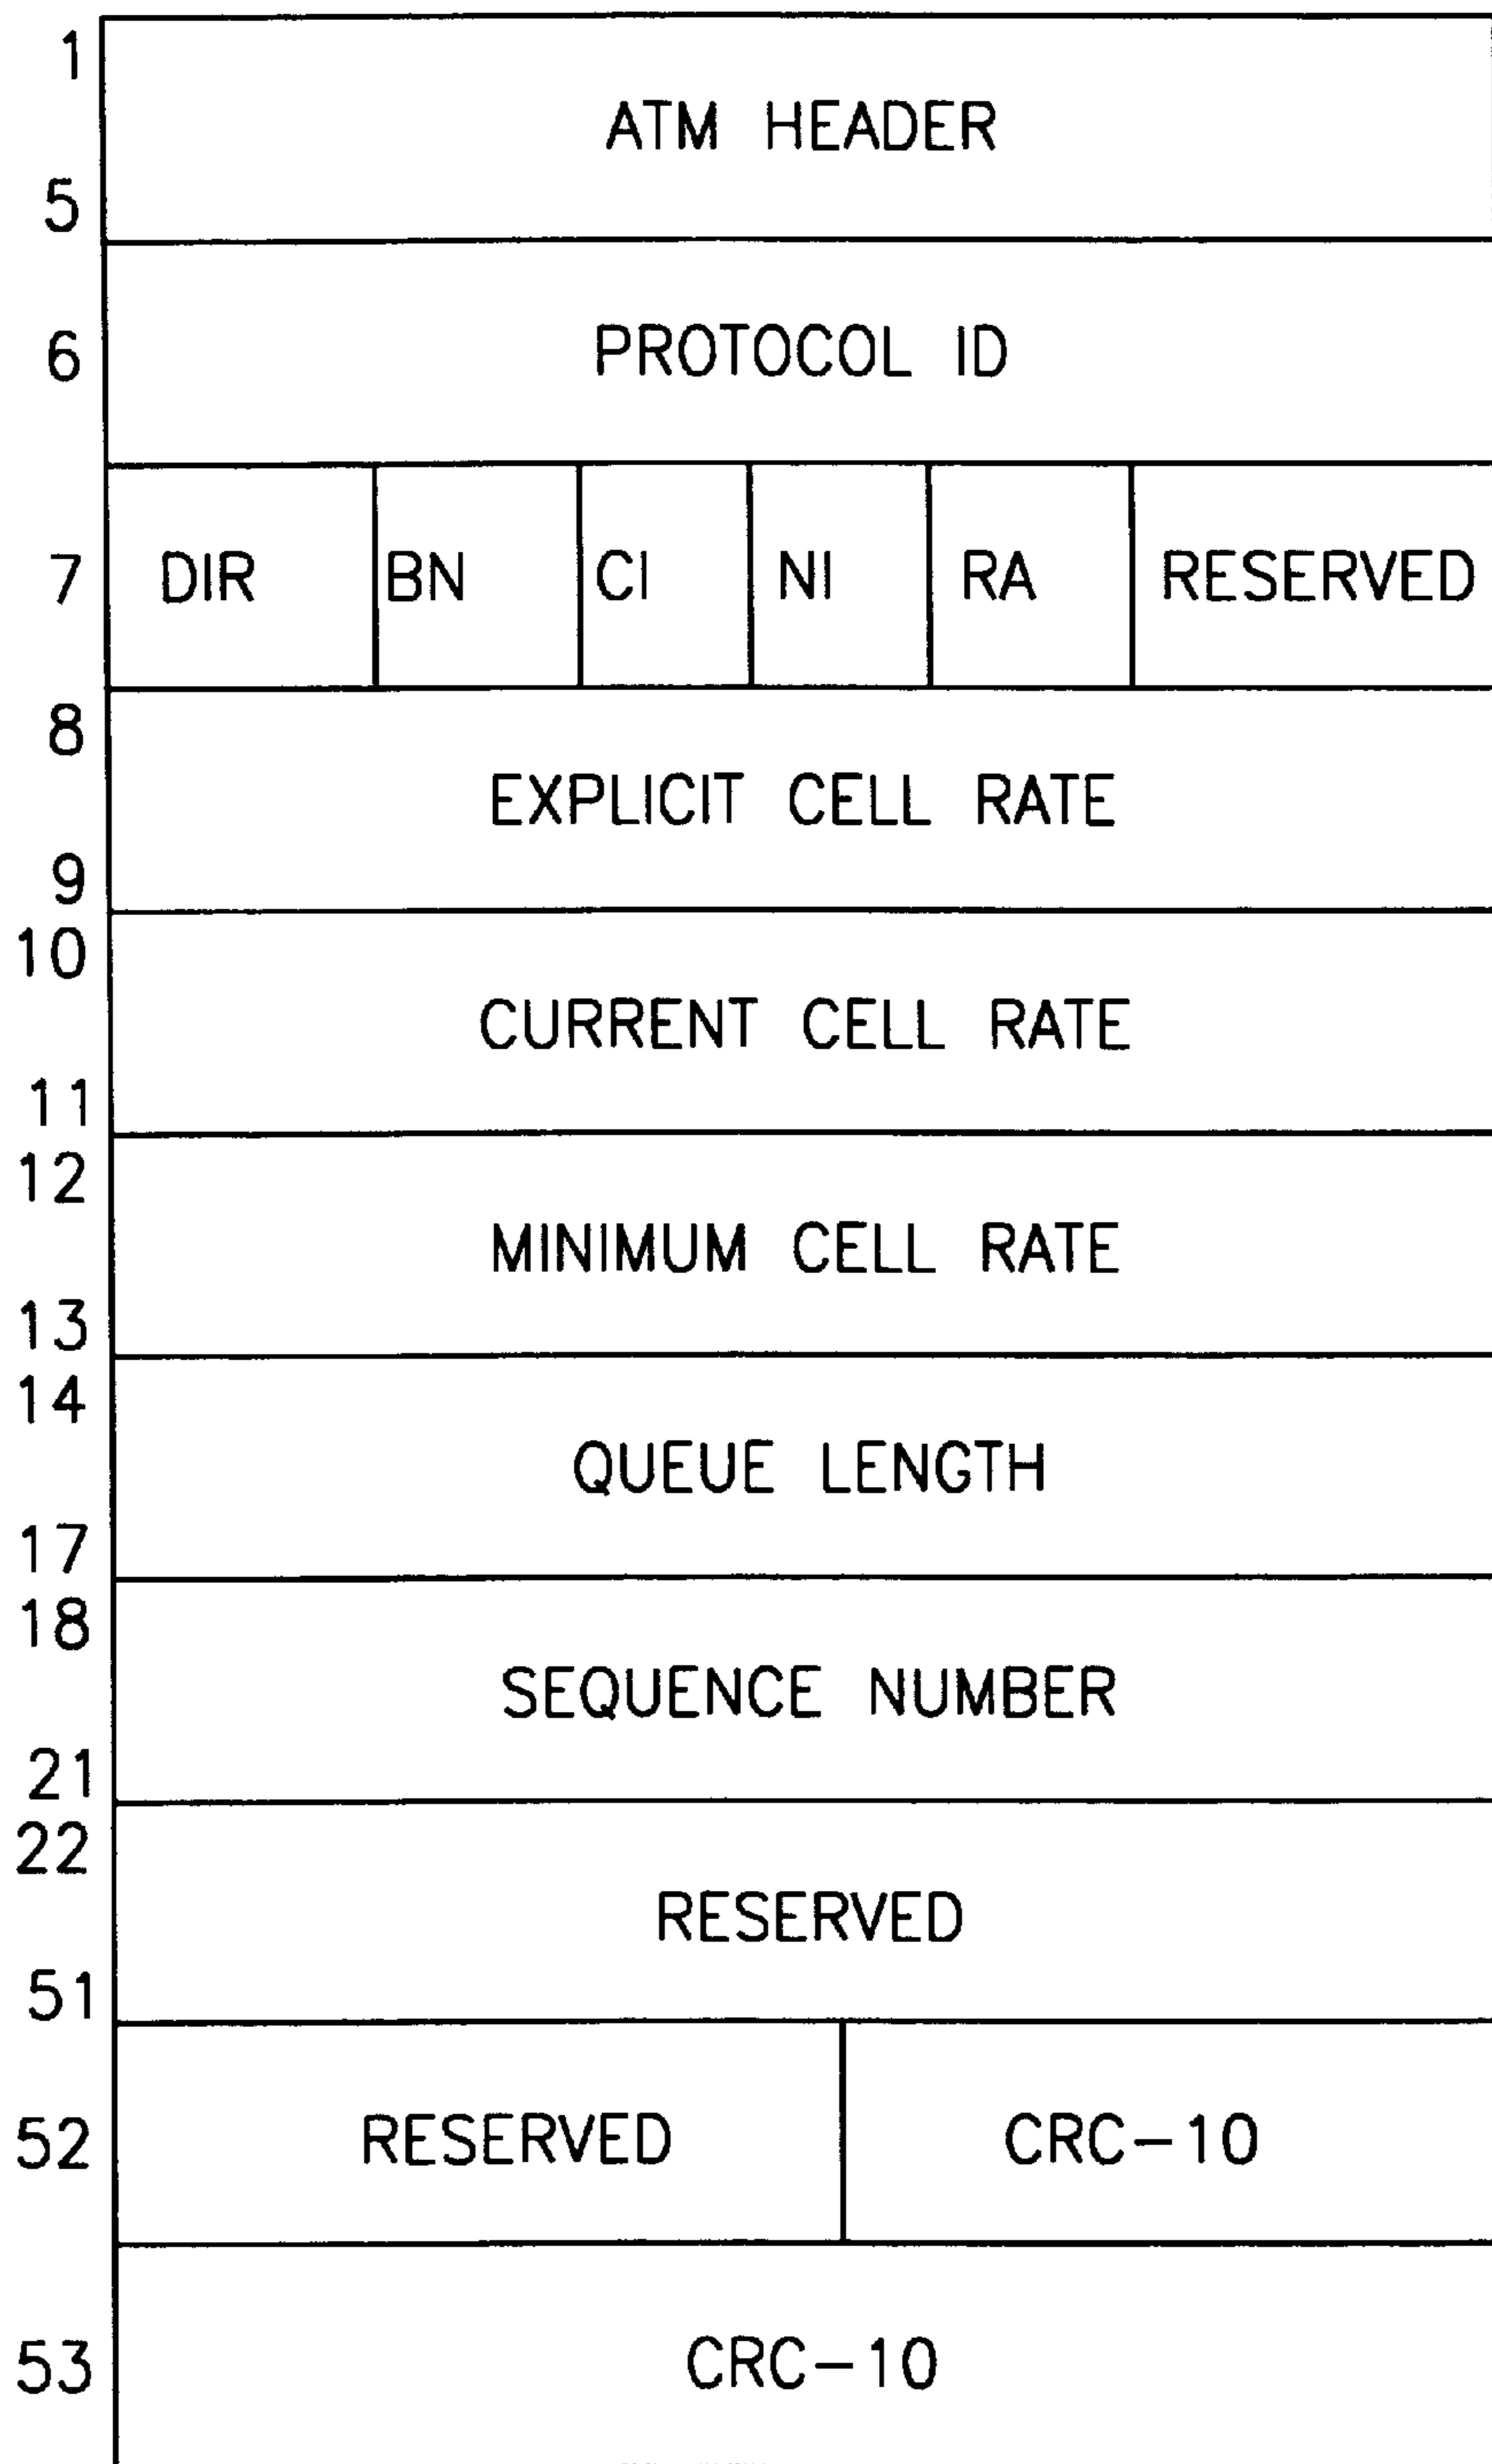 1
ATM HEADER
5
6 PROTOCOL ID
7 DIR BN CI NI RA RESERVED
8
EXPLICIT CELL RATE
9
10
CURRENT CELL RATE
11
12
MINIMUM CELL RATE
13
14
QUEUE LENGTH
17
18
SEQUENCE NUMBER
21
22
RESERVED
51
52 RESERVED CRC-10
53 CRC-10